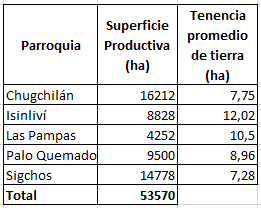 Parroquia Superficie Productiva (ha) Tenencia promedio de tierra (ha)
Chugchilán 16212 7,75
Isinliví 8828 12,02
Las Pampas 4252 10,5
Palo Quemado 9500 8,96
Sigchos 14778 7,28
Total 53570